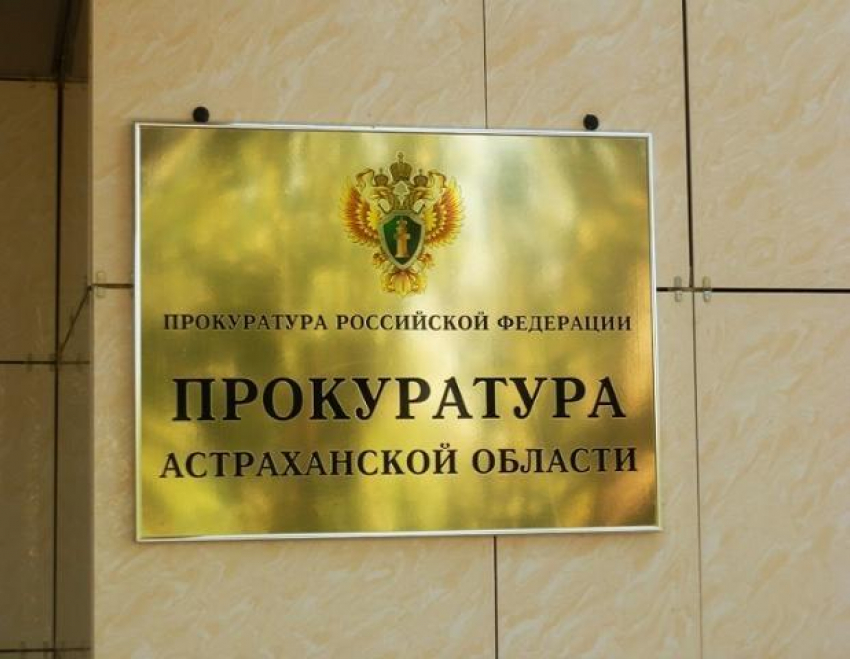 ПРОКУРАТУРА РОССИЙСКОЙ ФЕДЕРАЦИИ
ПРОКУРАТУРА
АСТРАХАНСКОЙ ОБЛАСТИ